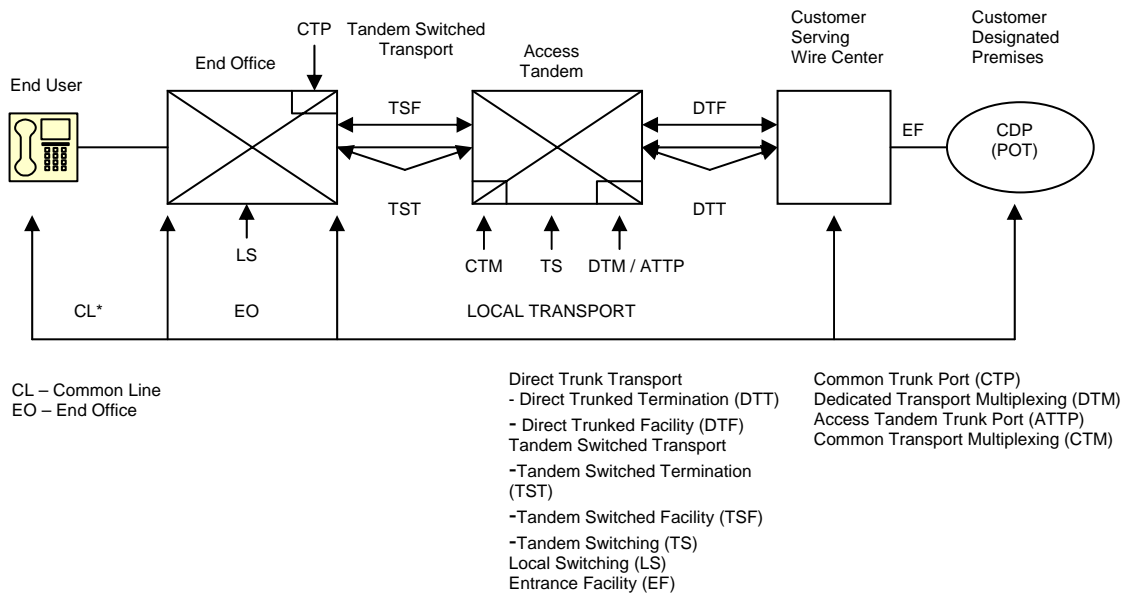 CTP
Tandem Switched
Transport
Customer
Serving
Wire Center
Customer
Designated
Premises
End User
End Office
Access
Tandem
TSF
DTF
EF
CDP
(POT)
TST
DTT
LS
CTM
TS
DTM / ATTP
CL*
EO
LOCAL TRANSPORT
CL – Common Line
EO – End Office
Direct Trunk Transport
- Direct Trunked Termination (DTT)
- Direct Trunked Facility (DTF)
Tandem Switched Transport
-Tandem Switched Termination
(TST)
-Tandem Switched Facility (TSF)
-Tandem Switching (TS)
Local Switching (LS)
Entrance Facility (EF)
Common Trunk Port (CTP)
Dedicated Transport Multiplexing (DTM)
Access Tandem Trunk Port (ATTP)
Common Transport Multiplexing (CTM)